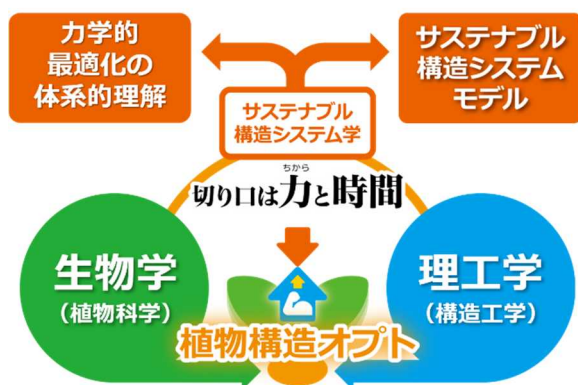 力学的
最適化の
体系的理解
サステナブル
構造システム
モデル
サステナブル
構造システム学
ちから
切り口は力と時間
生物学
（植物科学）
理工学
（構造工学）
植物構造オプト